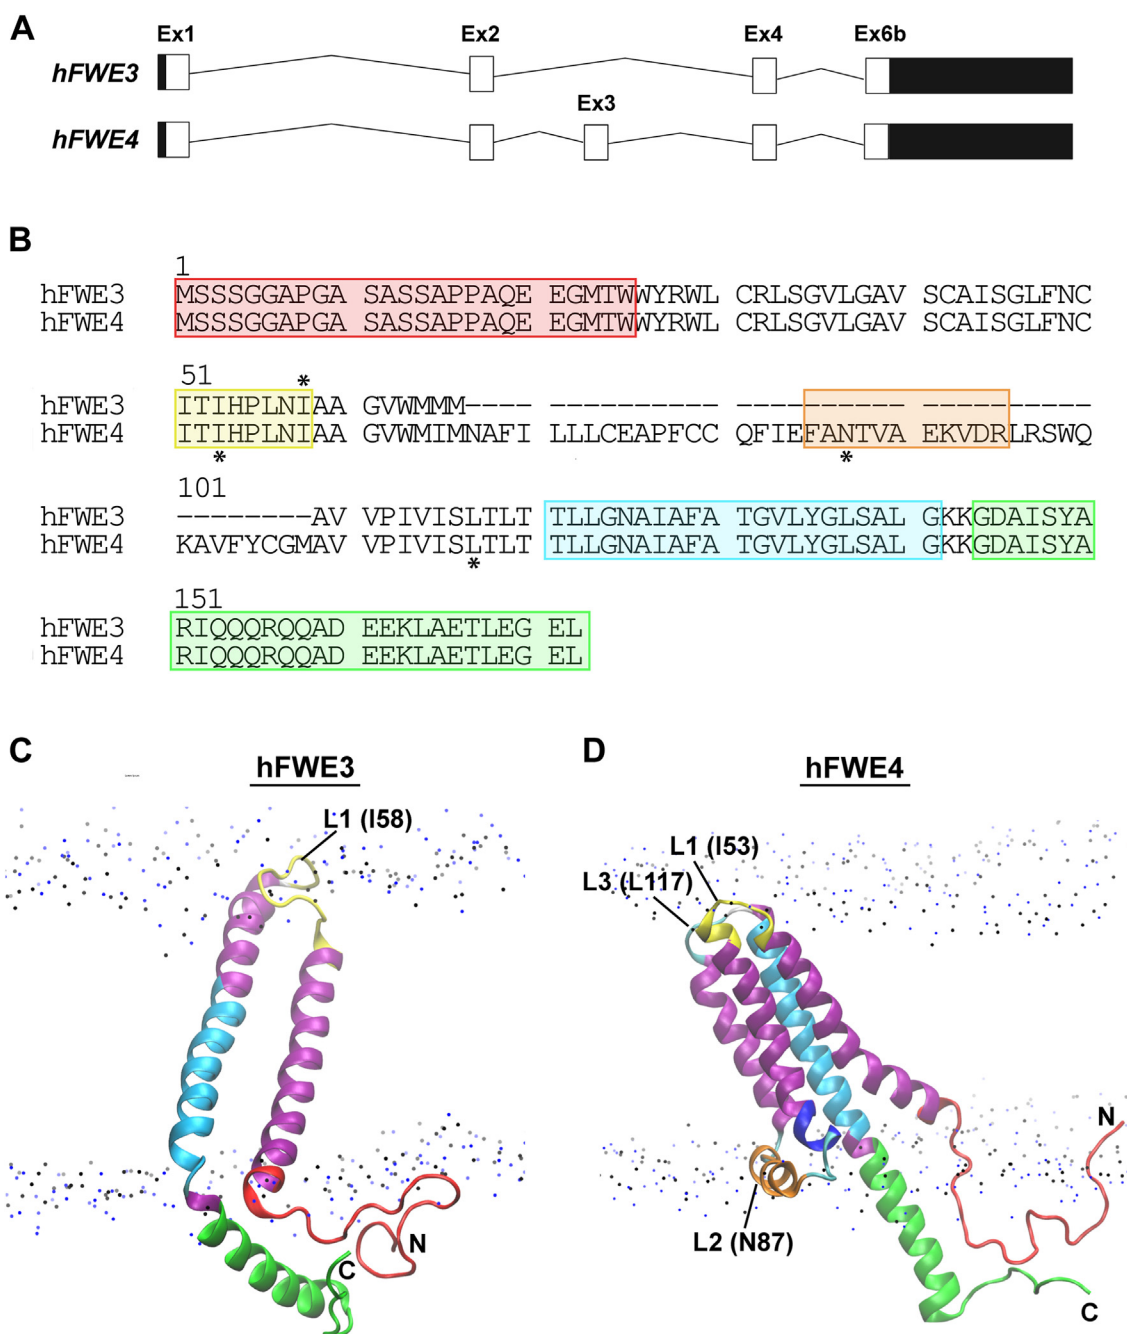 A
Ex1 Ex2 Ex4 Ex6b
hFWE3
Ex3
hFWE4
B
1
hFWE3 MSSSGGAPGA SASSAPPAQE EGMTWWYRWL CRLSGVLGAV SCAISGLFNC
hFWE4 MSSSGGAPGA SASSAPPAQE EGMTWWYRWL CRLSGVLGAV SCAISGLFNC
51 *
hFWE3 ITIHPLNIAA GVWMMM---- ---------- ---------- ----------
hFWE4 ITIHPLNIAA GVWMIMNAFI LLLCEAPFCC QFIEFANTVA EKVDRLRSWQ
* *
101
hFWE3 --------AV VPIVISLTLT TLLGNAIAFA TGVLYGLSAL GKKGDAISYA
hFWE4 KAVFYCGMAV VPIVISLTLT TLLGNAIAFA TGVLYGLSAL GKKGDAISYA
*
151
hFWE3 RIQQQRQQAD EEKLAETLEG EL
hFWE4 RIQQQRQQAD EEKLAETLEG EL
C
hFWE3
L1 (I58)
N
C
D
hFWE4
L1 (I53)
L3 (L117)
N
L2 (N87)
C